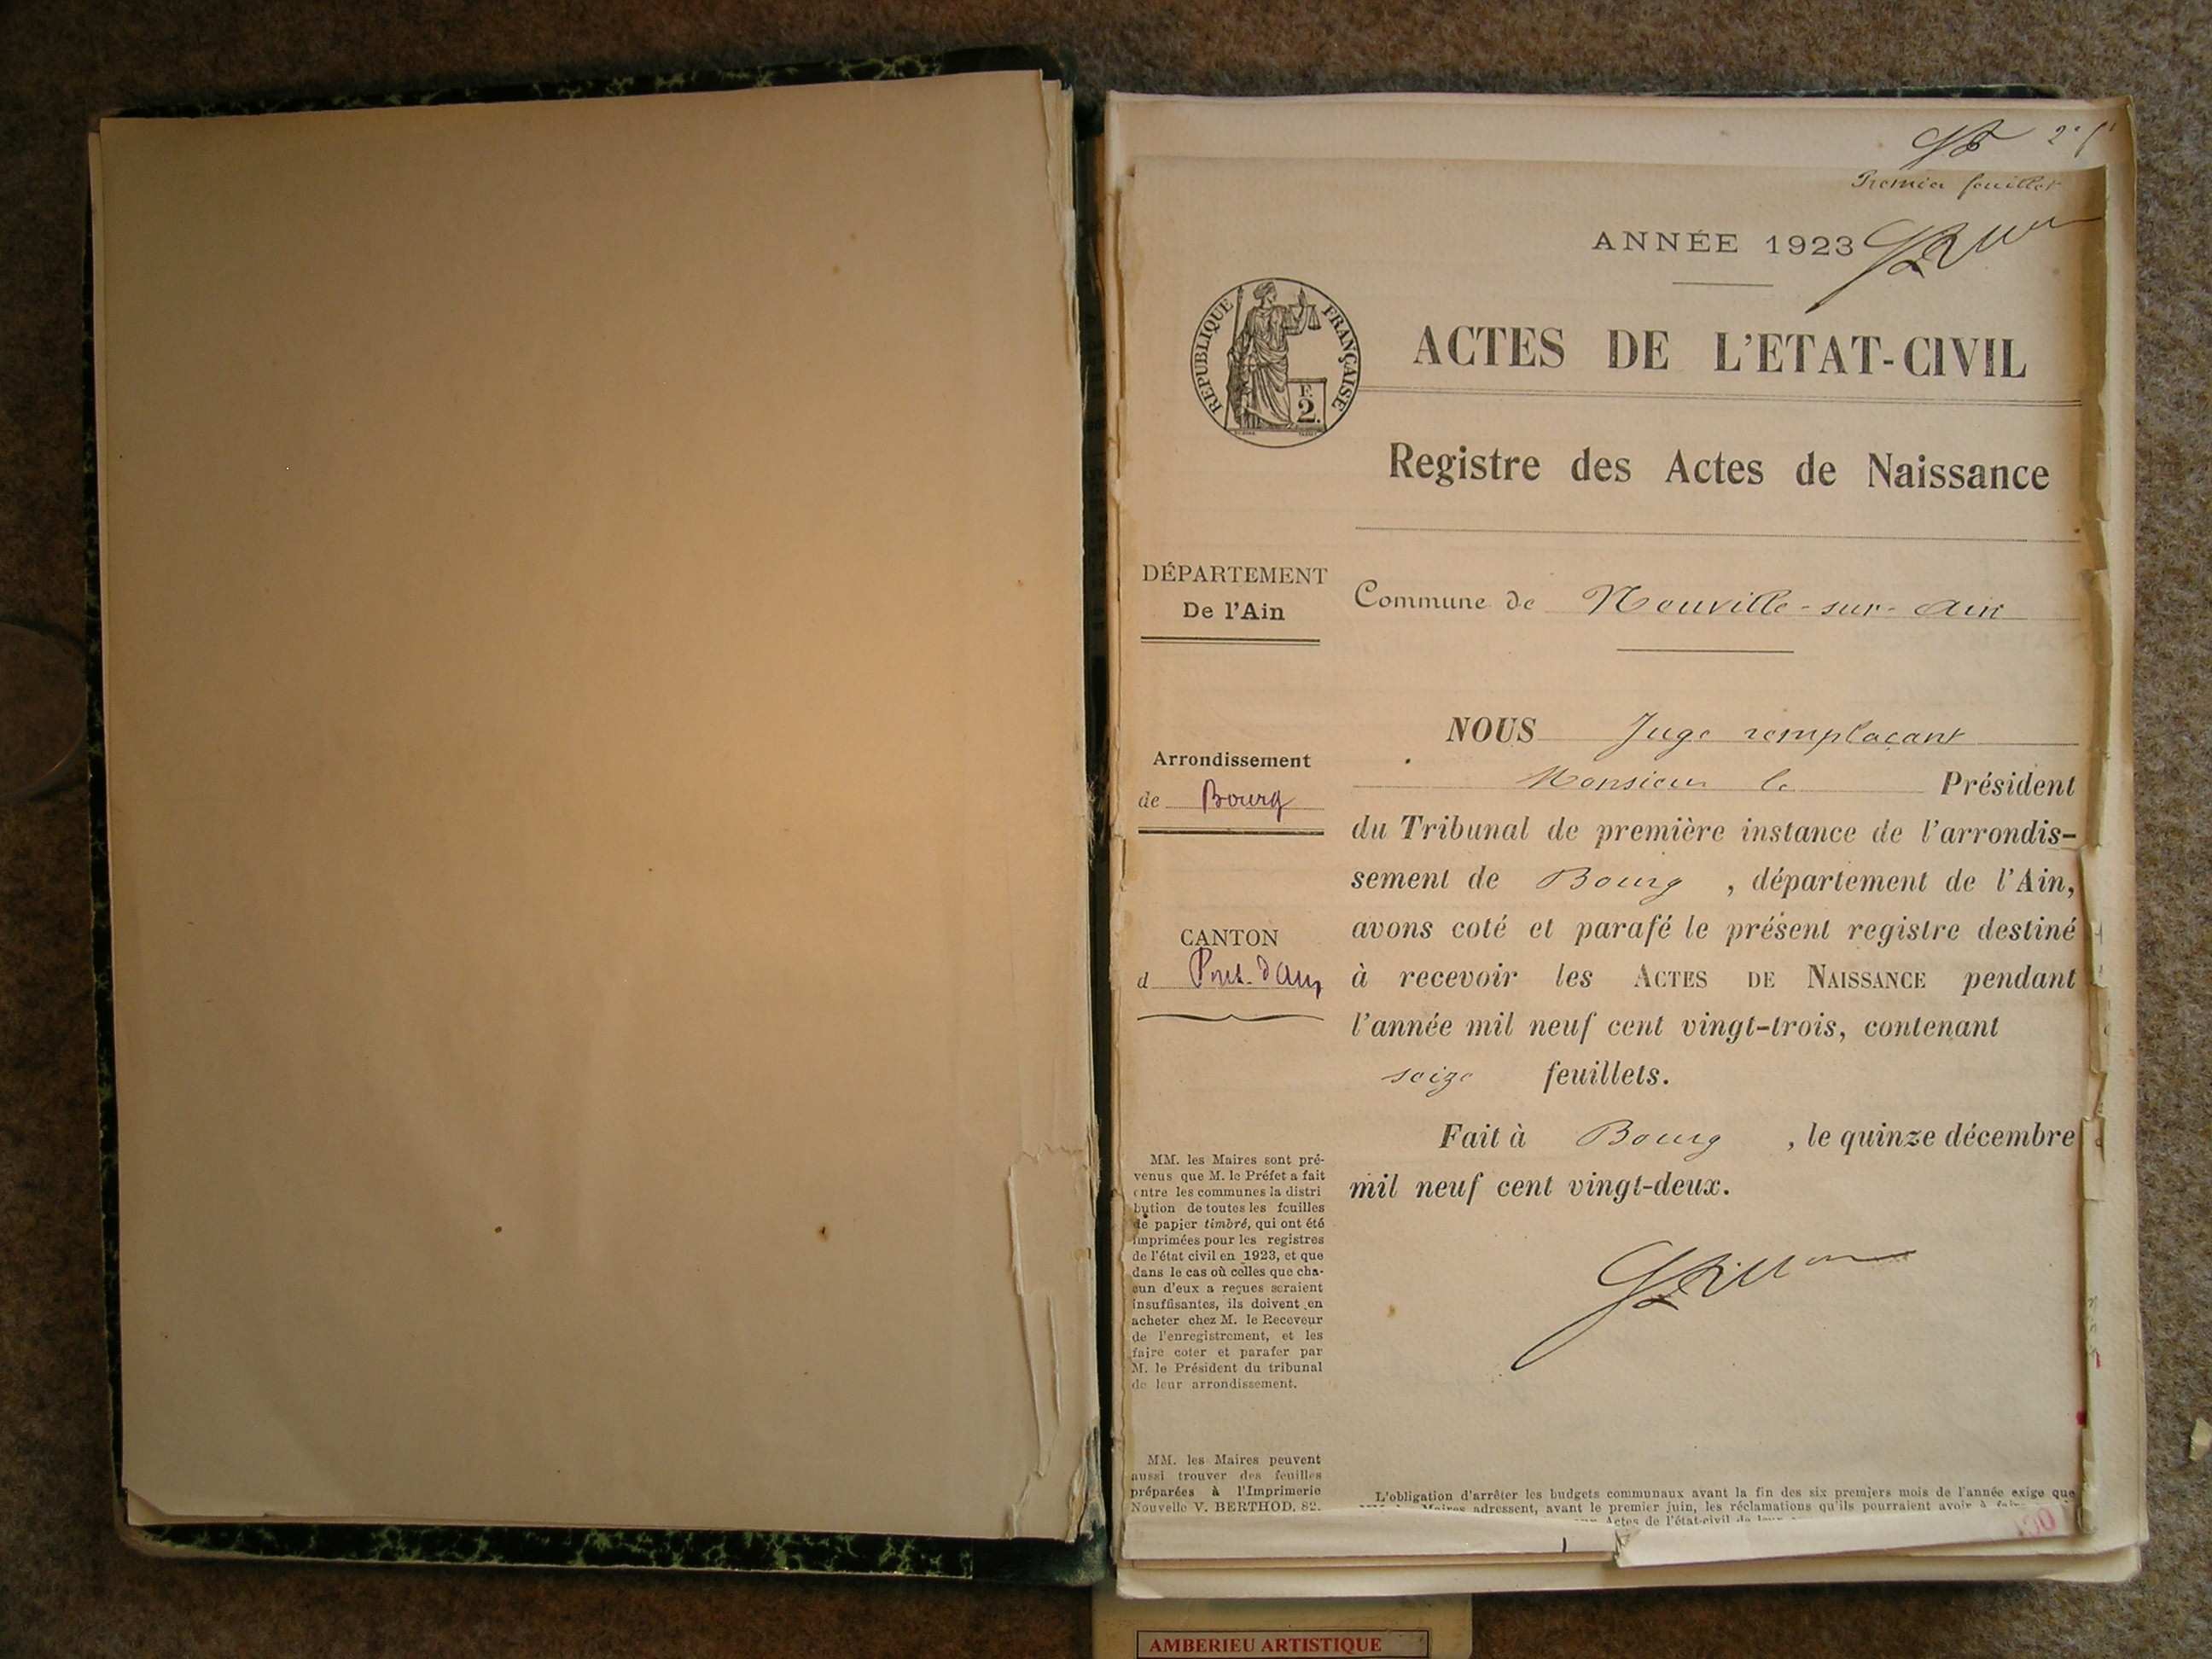 Premier feuillet
ANNÉE 1923
RÉPUBLIQUE FRANÇAISE
F.
2.
ACTES DE L'ETAT-CIVIL
Registre des Actes de Naissance
DÉPARTEMENT
De l'Ain
Commune de Neuville-sur-Ain
Arrondissement
de Bourg
CANTON
d Pont-d'Ain
MM. les Maires sont pré-
venus que M. le Préfet a fait
entre les communes la distri
bution de toutes les feuilles
de papier timbré, qui ont été
imprimées pour les registres
de l'état civil en 1923, et que
dans le cas où celles que cha-
cun d'eux a reçues seraient
insuffisantes, ils doivent en
acheter chez M. le Receveur
de l'enregistrement, et les
faire coter et parafer par
M. le Président du tribunal
de leur arrondissement.
MM. les Maires peuvent
aussi trouver des feuilles
préparées à l'Imprimerie
Nouvelle V. BERTHOD, 82.
NOUS Juge remplaçant
Monsieur le Président
du Tribunal de première instance de l'arrondis-
sement de Bourg , département de l'Ain,
avons coté et parafé le présent registre destiné
à recevoir les ACTES DE NAISSANCE pendant
l'année mil neuf cent vingt-trois, contenant
seize feuillets.
Fait à Bourg , le quinze décembre
mil neuf cent vingt-deux.
L'obligation d'arrêter les budgets communaux avant la fin des six premiers mois de l'année exige que
Maires adressent, avant le premier juin, les réclamations qu'ils pourraient avoir à
Actes de l'état-civil de leur
AMBERIEU ARTISTIQUE